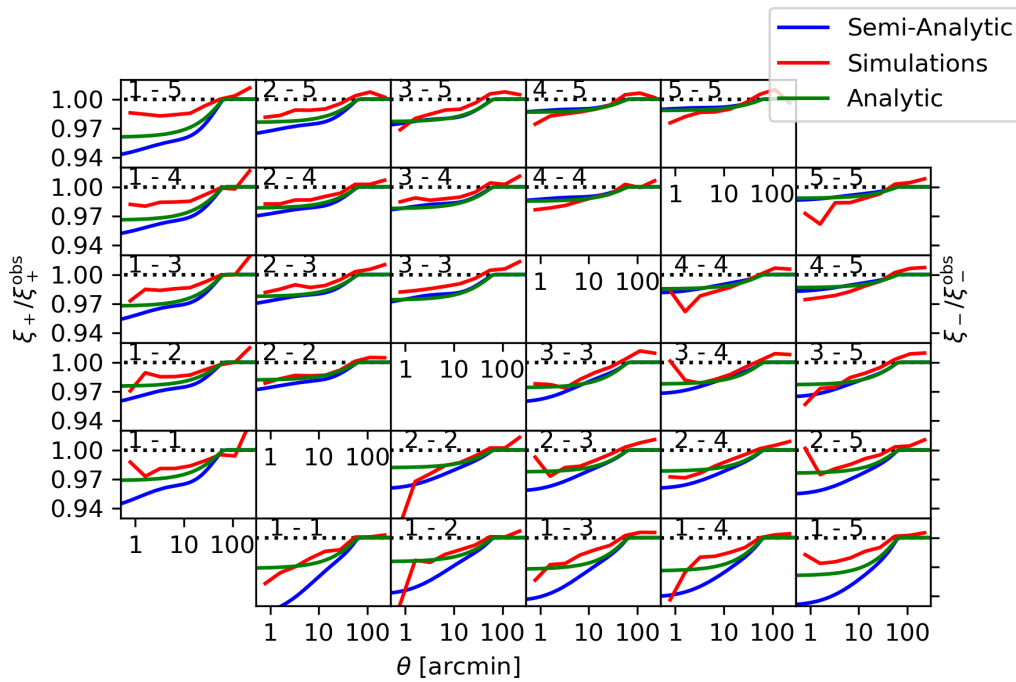 Semi-Analytic
Simulations
Analytic
1 - 5 2 - 5 3 - 5 4 - 5 5 - 5
1.00
0.97
0.94
1 - 4 2 - 4 3 - 4 4 - 4 5 - 5
1.00
0.97
0.94
1 10 100
1 - 3 2 - 3 3 - 3 4 - 4 4 - 5
1.00
0.97
0.94
1 10 100
ξ₊/ξ₊ᵒᵇˢ
ξ₋/ξ₋ᵒᵇˢ
1 - 2 2 - 2 3 - 3 3 - 4 3 - 5
1.00
0.97
0.94
1 10 100
1 - 1 2 - 2 2 - 3 2 - 4 2 - 5
1.00
0.97
0.94
1 10 100
1 - 1 1 - 2 1 - 3 1 - 4 1 - 5
1 10 100
1 10 100 1 10 100 1 10 100 1 10 100 1 10 100
θ [arcmin]